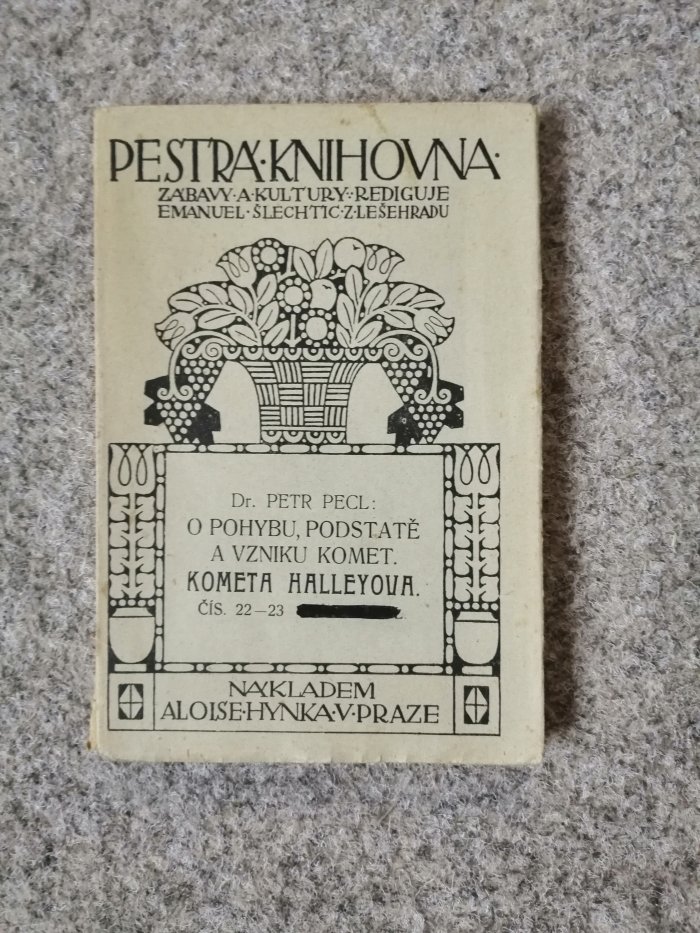 PESTRÁ·KNIHOVNA·
ZÁBAVY·A·KULTURY:·REDIGUJE
EMANUEL·ŠLECHTIC·Z·LEŠEHRADU
Dr. PETR PECL:
O POHYBU, PODSTATĚ
A VZNIKU KOMET.
KOMETA HALLEYOVA.
ČÍS. 22—23
NÁKLADEM
ALOISE·HYNKA·V·PRAZE